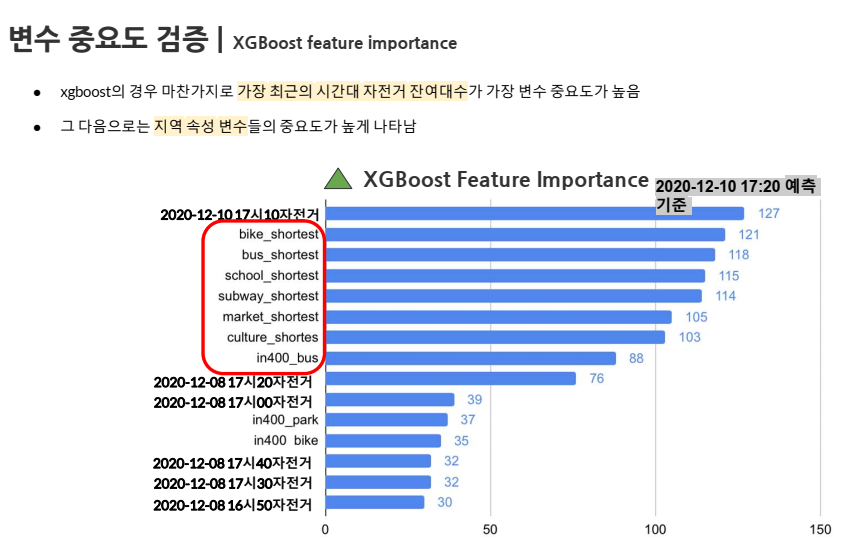 변수 중요도 검증 | XGBoost feature importance
● xgboost의 경우 마찬가지로 가장 최근의 시간대 자전거 잔여대수가 가장 변수 중요도가 높음
● 그 다음으로는 지역 속성 변수들의 중요도가 높게 나타남
XGBoost Feature Importance
2020-12-10 17:20 예측
기준
2020-12-10 17시10자전거 127
bike_shortest 121
bus_shortest 118
school_shortest 115
subway_shortest 114
market_shortest 105
culture_shortes 103
in400_bus 88
2020-12-08 17시20자전거 76
2020-12-08 17시00자전거 39
in400_park 37
in400_bike 35
2020-12-08 17시40자전거 32
2020-12-08 17시30자전거 32
2020-12-08 16시50자전거 30
0 50 100 150